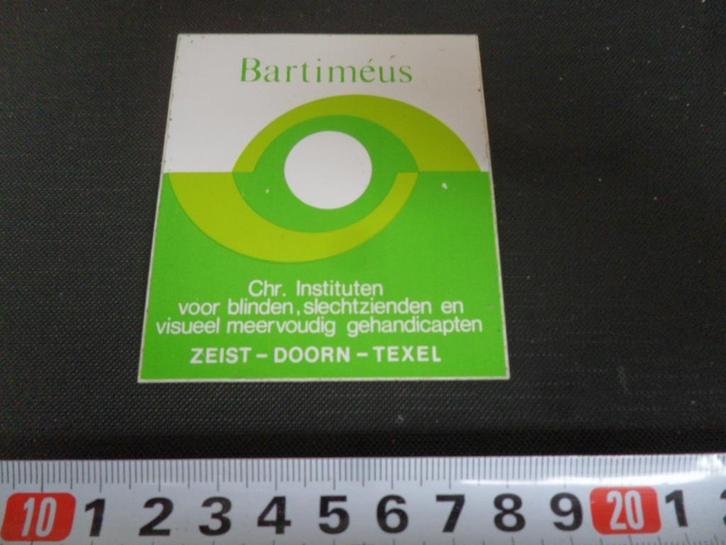 Bartiméus
Chr. Instituten
voor blinden, slechtzienden en
visueel meervoudig gehandicapten
ZEIST - DOORN - TEXEL
10 1 2 3 4 5 6 7 8 9 20 1 2